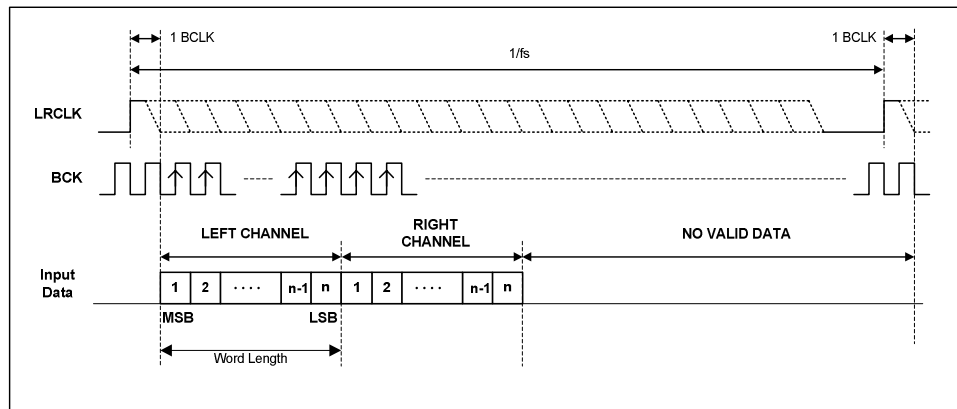 1 BCLK
1 BCLK
1/fs
LRCLK
BCK
LEFT CHANNEL
RIGHT
CHANNEL
NO VALID DATA
Input
Data
1 2 .... n-1 n 1 2 .... n-1 n
MSB
LSB
Word Length